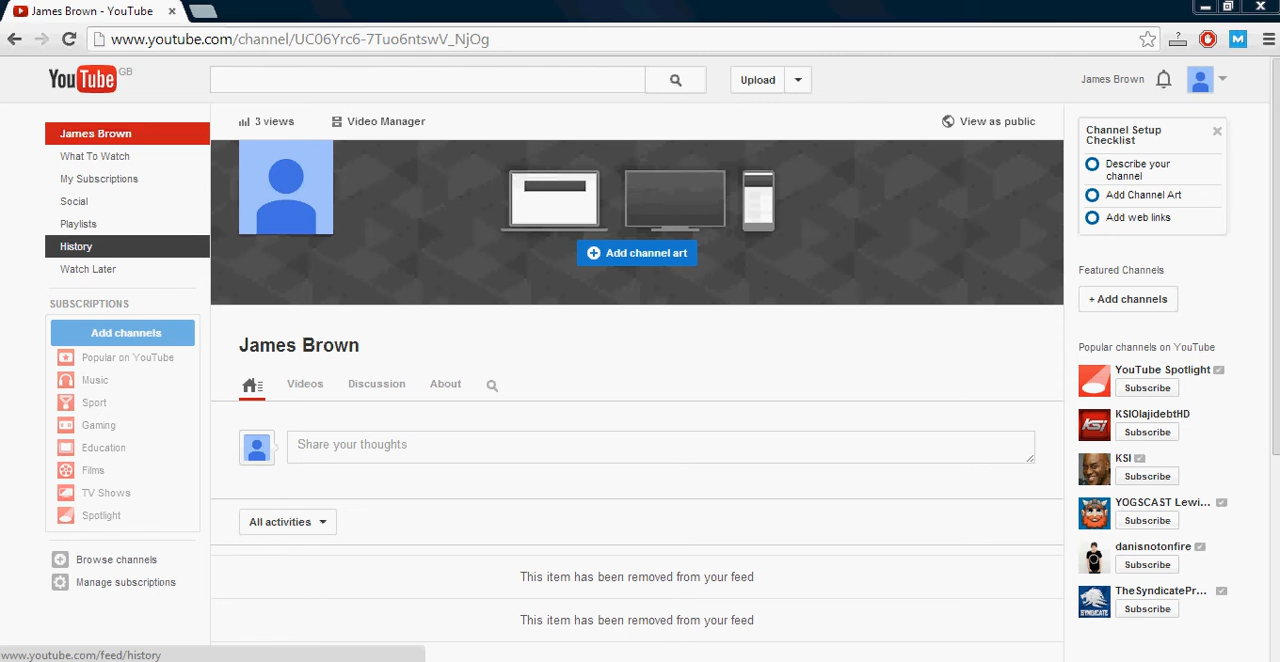 James Brown - YouTube
www.youtube.com/channel/UC06Yrc6-7Tuo6ntswV_NjOg
YouTube GB
Upload
James Brown
James Brown
What To Watch
My Subscriptions
Social
Playlists
History
Watch Later
SUBSCRIPTIONS
Add channels
Popular on YouTube
Music
Sport
Gaming
Education
Films
TV Shows
Spotlight
Browse channels
Manage subscriptions
3 views
Video Manager
View as public
Add channel art
James Brown
Videos
Discussion
About
Share your thoughts
All activities
This item has been removed from your feed
This item has been removed from your feed
Channel Setup
Checklist
Describe your
channel
Add Channel Art
Add web links
Featured Channels
+ Add channels
Popular channels on YouTube
YouTube Spotlight
Subscribe
KSI
KSIOlajidebtHD
Subscribe
KSI
Subscribe
YOGSCAST Lewi...
Subscribe
danisnotonfire
Subscribe
SYNDICATE
TheSyndicatePr...
Subscribe
www.youtube.com/feed/history